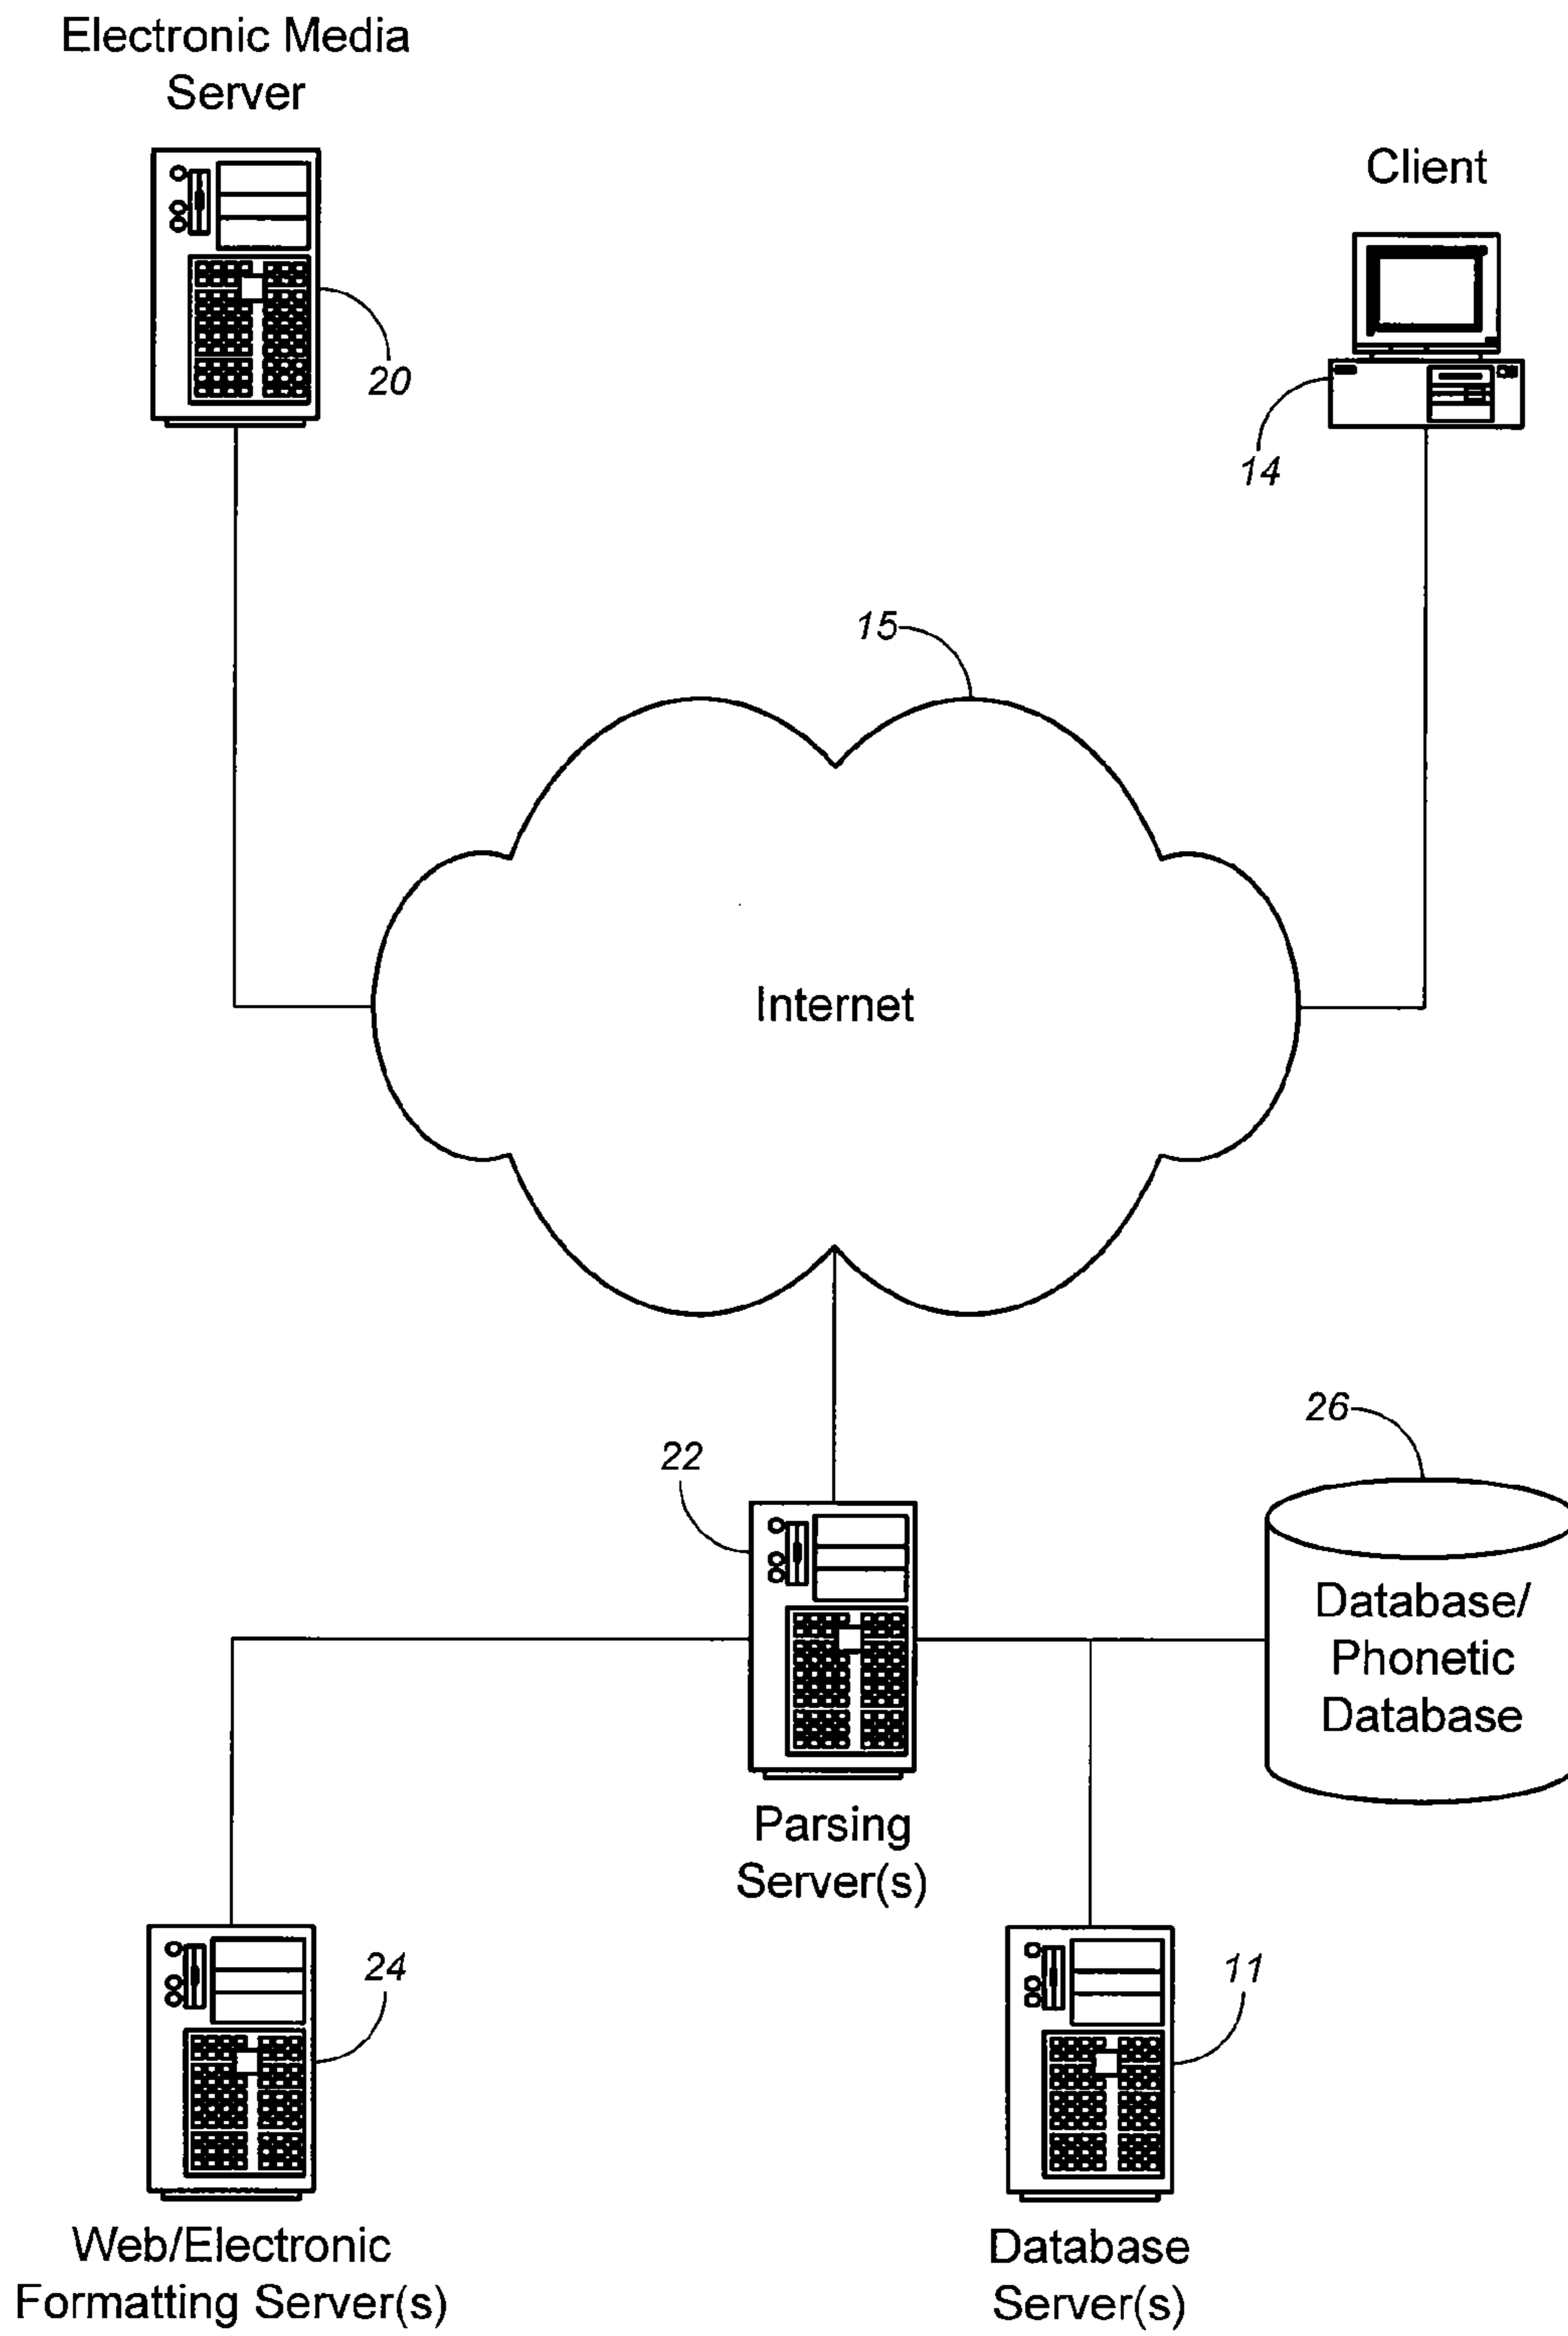 Electronic Media
Server
Client
20
14
15
Internet
26
22
Database/
Phonetic
Database
Parsing
Server(s)
24
11
Web/Electronic
Formatting Server(s)
Database
Server(s)